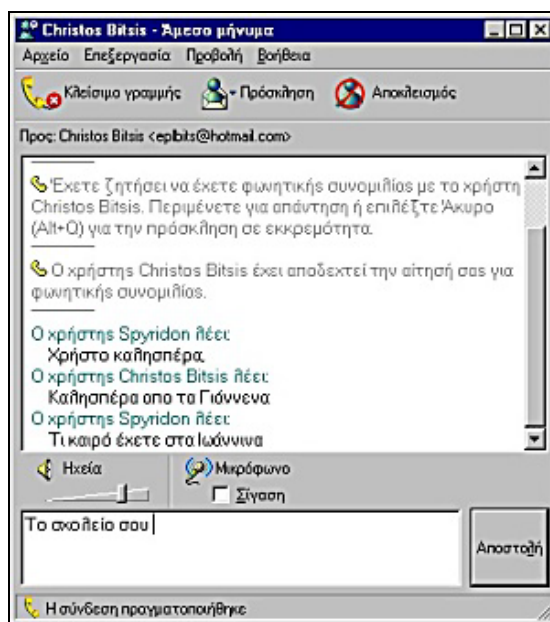 Christos Bitsis - Άμεσο μήνυμα
Αρχείο Επεξεργασία Προβολή Βοήθεια
Κλείσιμο γραμμής Πρόσκληση Αποκλεισμός
Προς: Christos Bitsis <eplbits@hotmail.com>
Έχετε ζητήσει να έχετε φωνητικής συνομιλίας με το χρήστη
Christos Bitsis. Περιμένετε για απάντηση ή επιλέξτε Άκυρο
(Alt+Q) για την πρόσκληση σε εκκρεμότητα.
Ο χρήστης Christos Bitsis έχει αποδεχτεί την αίτησή σας για
φωνητικής συνομιλίας.
Ο χρήστης Spyridon λέει:
Χρήστο καλησπέρα
Ο χρήστης Christos Bitsis λέει:
Καλησπέρα απο τα Γιόννενα
Ο χρήστης Spyridon λέει:
Τι καιρό έχετε στα Ιωάννινα
Ηχεία Μικρόφωνο
Σίγαση
Το σχολείο σου
Αποστολή
Η σύνδεση πραγματοποιήθηκε